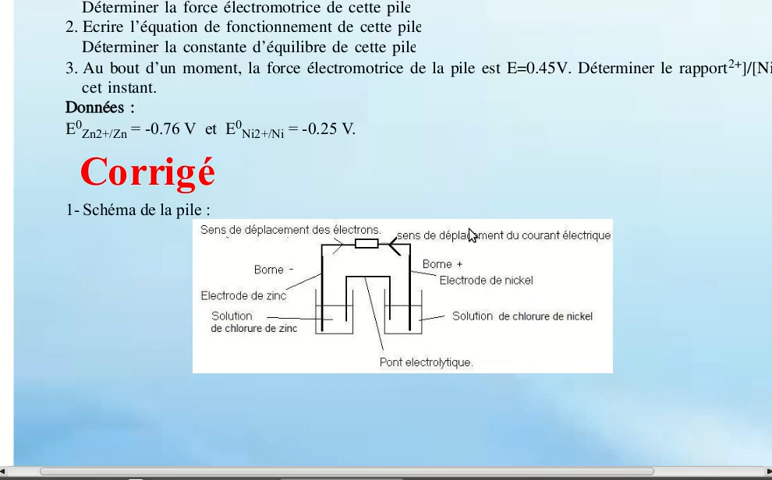 Déterminer la force électromotrice de cette pile
2. Ecrire l'équation de fonctionnement de cette pile
Déterminer la constante d'équilibre de cette pile
3. Au bout d'un moment, la force électromotrice de la pile est E=0.45V. Déterminer le rapport²⁺]/[Ni
cet instant.
Données :
E⁰Zn2+/Zn = -0.76 V et E⁰Ni2+/Ni = -0.25 V.
Corrigé
1- Schéma de la pile :
Sens de déplacement des électrons.
sens de déplacement du courant électrique
Borne -
Borne +
Electrode de nickel
Electrode de zinc
Solution
de chlorure de zinc
Solution de chlorure de nickel
Pont electrolytique.